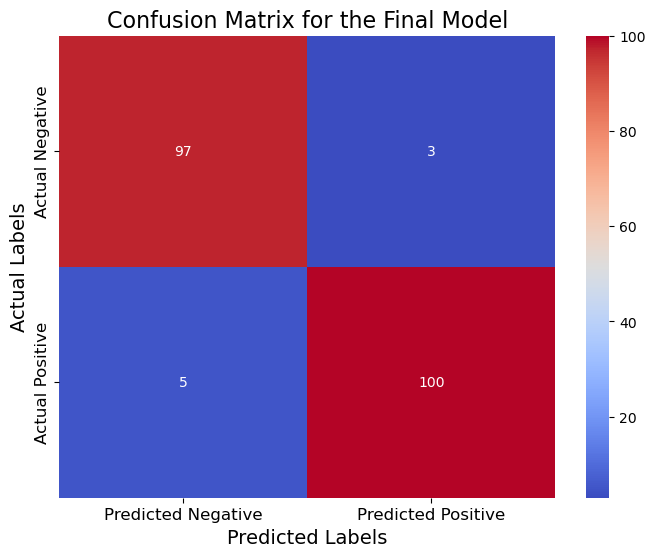 Confusion Matrix for the Final Model
Actual Labels
Actual Negative
97
3
Actual Positive
5
100
Predicted Negative
Predicted Positive
Predicted Labels
100
80
60
40
20